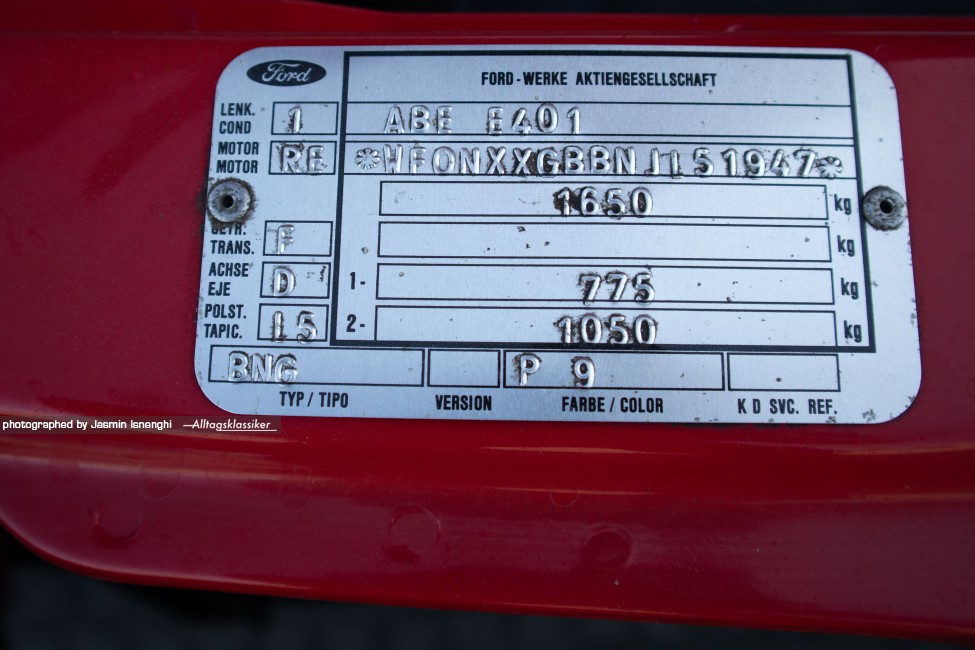 Ford
FORD-WERKE AKTIENGESELLSCHAFT
LENK.
COND
1
ABE E401
MOTOR
MOTOR
RE
*WF0NXXGBBNJL51947*
1650 kg
GETR.
TRANS.
F
kg
ACHSE
EJE
D
1- 775 kg
POLST.
TAPIC.
L5
2- 1050 kg
BNG
P 9
TYP / TIPO
VERSION
FARBE / COLOR
K D SVC. REF.
photographed by Jasmin Isnenghi —Alltagsklassiker